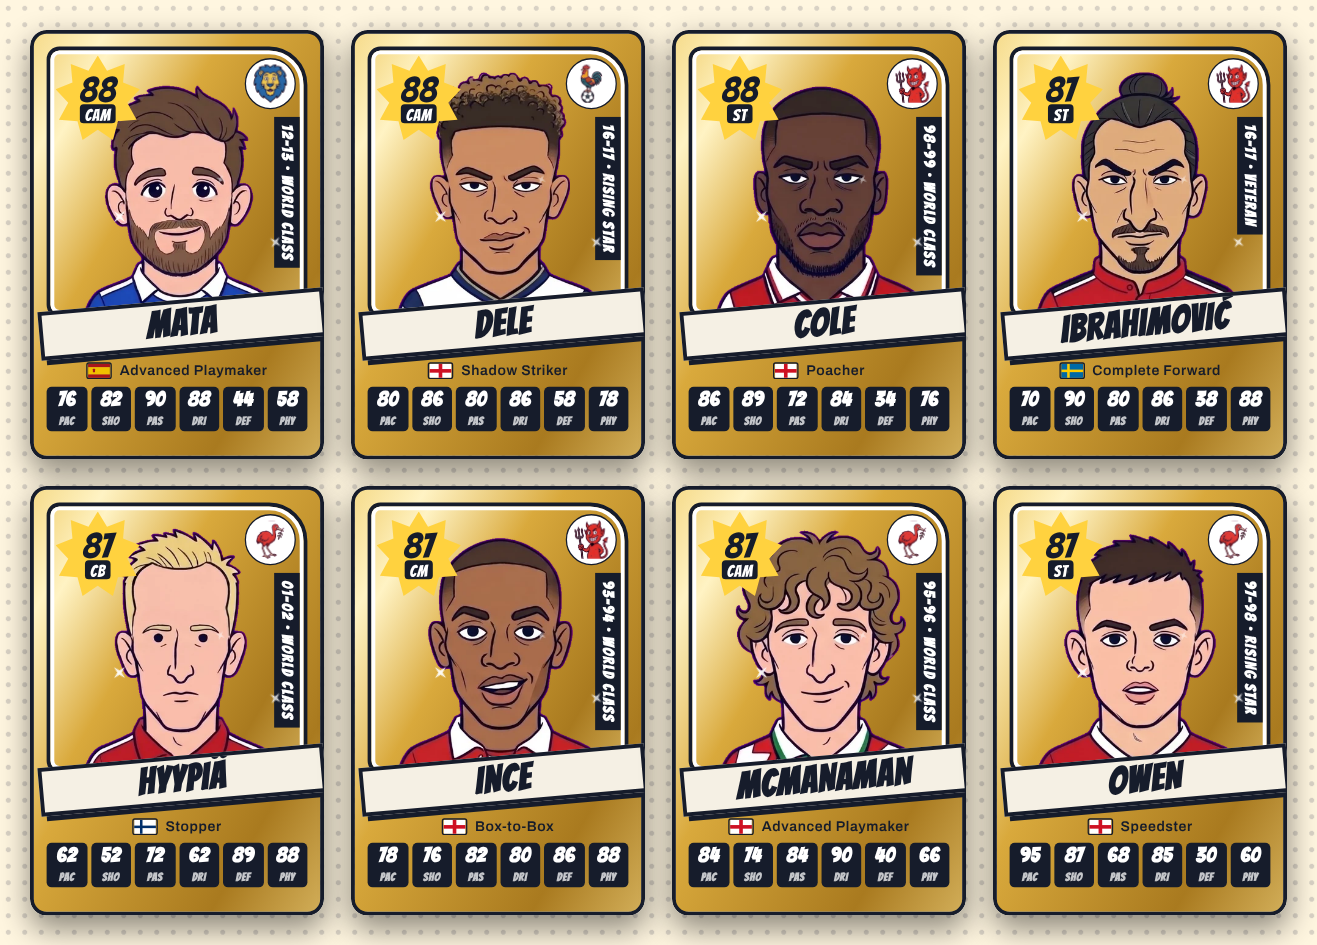 88
CAM
12-13 • WORLD CLASS
MATA
Advanced Playmaker
76 82 90 88 44 58
PAC SHO PAS DRI DEF PHY
88
CAM
16-17 • RISING STAR
DELE
Shadow Striker
80 86 80 86 58 78
PAC SHO PAS DRI DEF PHY
88
ST
98-99 • WORLD CLASS
COLE
Poacher
86 89 72 84 34 76
PAC SHO PAS DRI DEF PHY
87
ST
16-17 • VETERAN
IBRAHIMOVIĆ
Complete Forward
70 90 80 86 38 88
PAC SHO PAS DRI DEF PHY
87
CB
01-02 • WORLD CLASS
HYYPIÄ
Stopper
62 52 72 62 89 88
PAC SHO PAS DRI DEF PHY
87
CM
93-94 • WORLD CLASS
INCE
Box-to-Box
78 76 82 80 86 88
PAC SHO PAS DRI DEF PHY
87
CAM
95-96 • WORLD CLASS
MCMANAMAN
Advanced Playmaker
84 74 84 90 40 66
PAC SHO PAS DRI DEF PHY
87
ST
97-98 • RISING STAR
OWEN
Speedster
95 87 68 85 30 60
PAC SHO PAS DRI DEF PHY